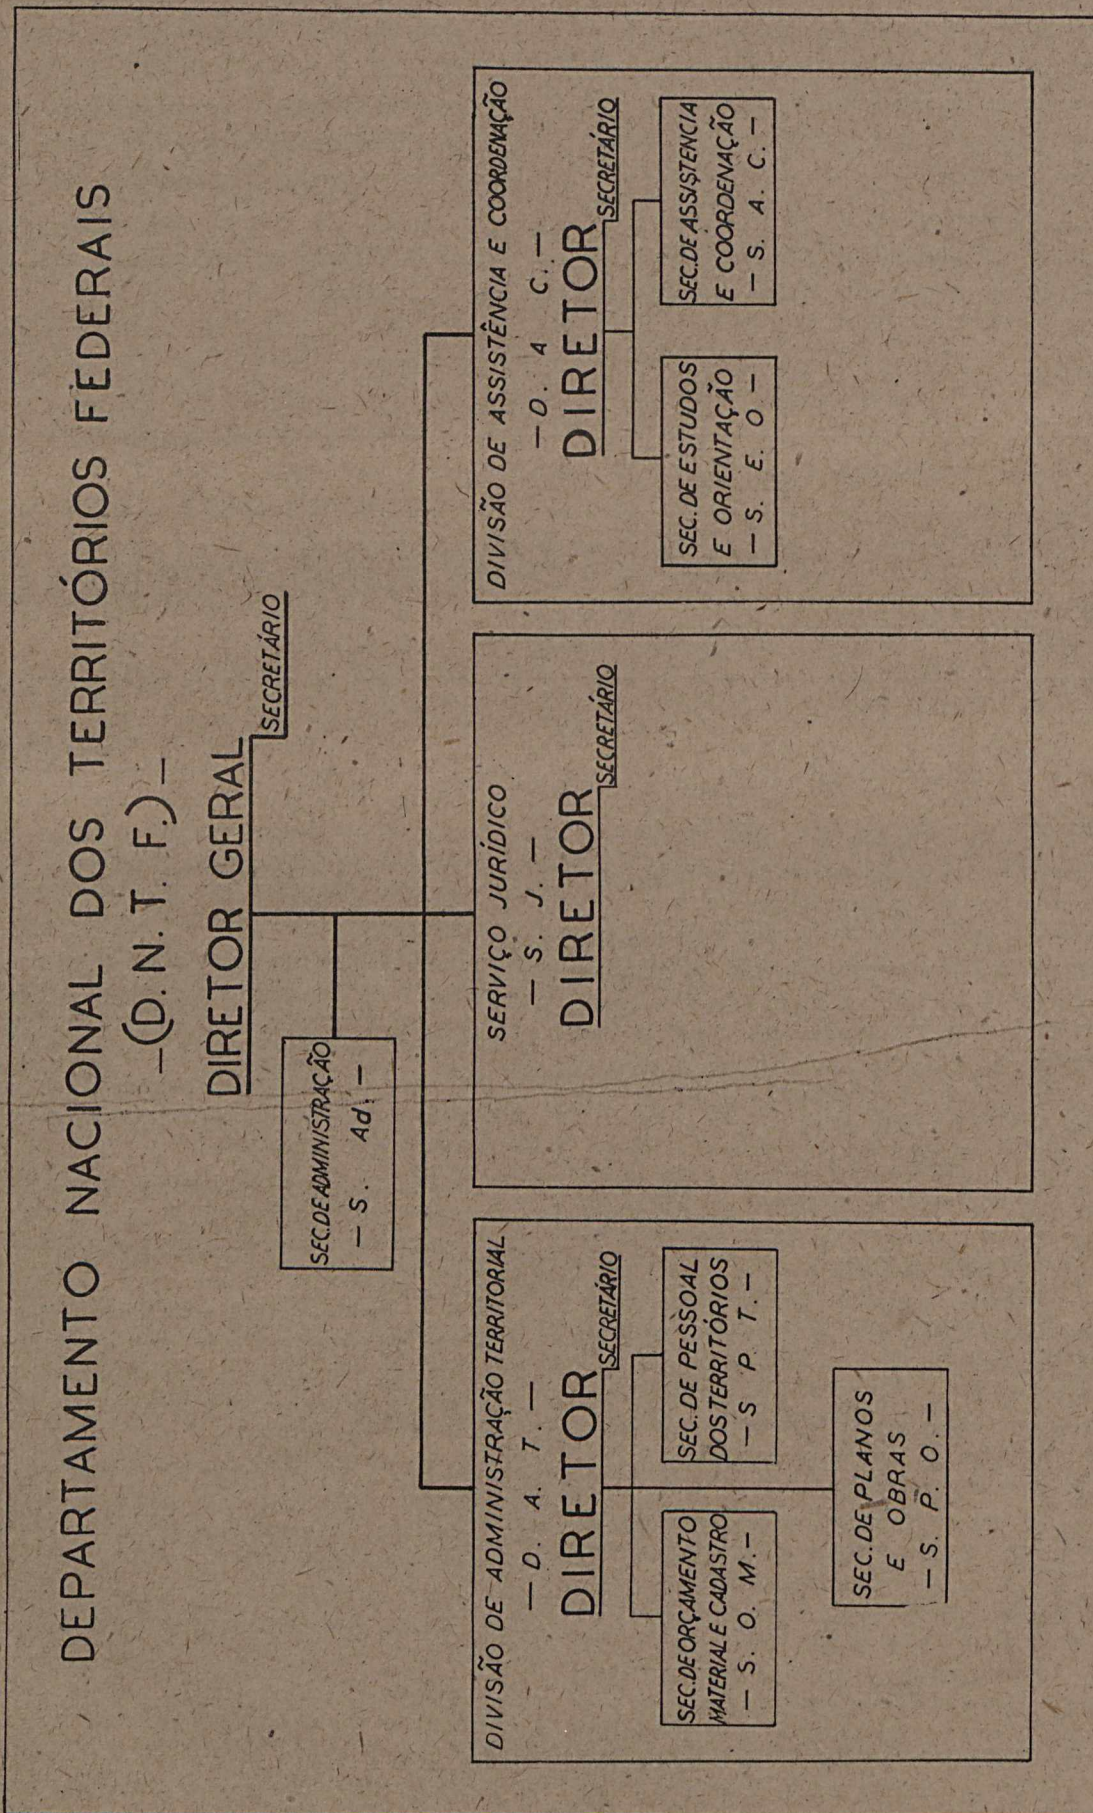 DEPARTAMENTO NACIONAL DOS TERRITÓRIOS FEDERAIS
—(D. N. T. F.)—
DIRETOR GERAL
SECRETÁRIO
SEC. DE ADMINISTRAÇÃO
— S. Ad. —
DIVISÃO DE ADMINISTRAÇÃO TERRITORIAL
— D. A. T. —
DIRETOR
SECRETÁRIO
SEC. DE ORÇAMENTO
MATERIAL E CADASTRO
— S. O. M. —
SEC. DE PESSOAL
DOS TERRITÓRIOS
— S P T. —
SEC. DE PLANOS
E OBRAS
— S. P. O. —
SERVIÇO JURÍDICO
— S. J. —
DIRETOR
SECRETÁRIO
DIVISÃO DE ASSISTÊNCIA E COORDENAÇÃO
— D. A C. —
DIRETOR
SECRETÁRIO
SEC. DE ESTUDOS
E ORIENTAÇÃO
— S. E. O —
SEC. DE ASSISTENCIA
E COORDENAÇÃO
— S. A. C. —